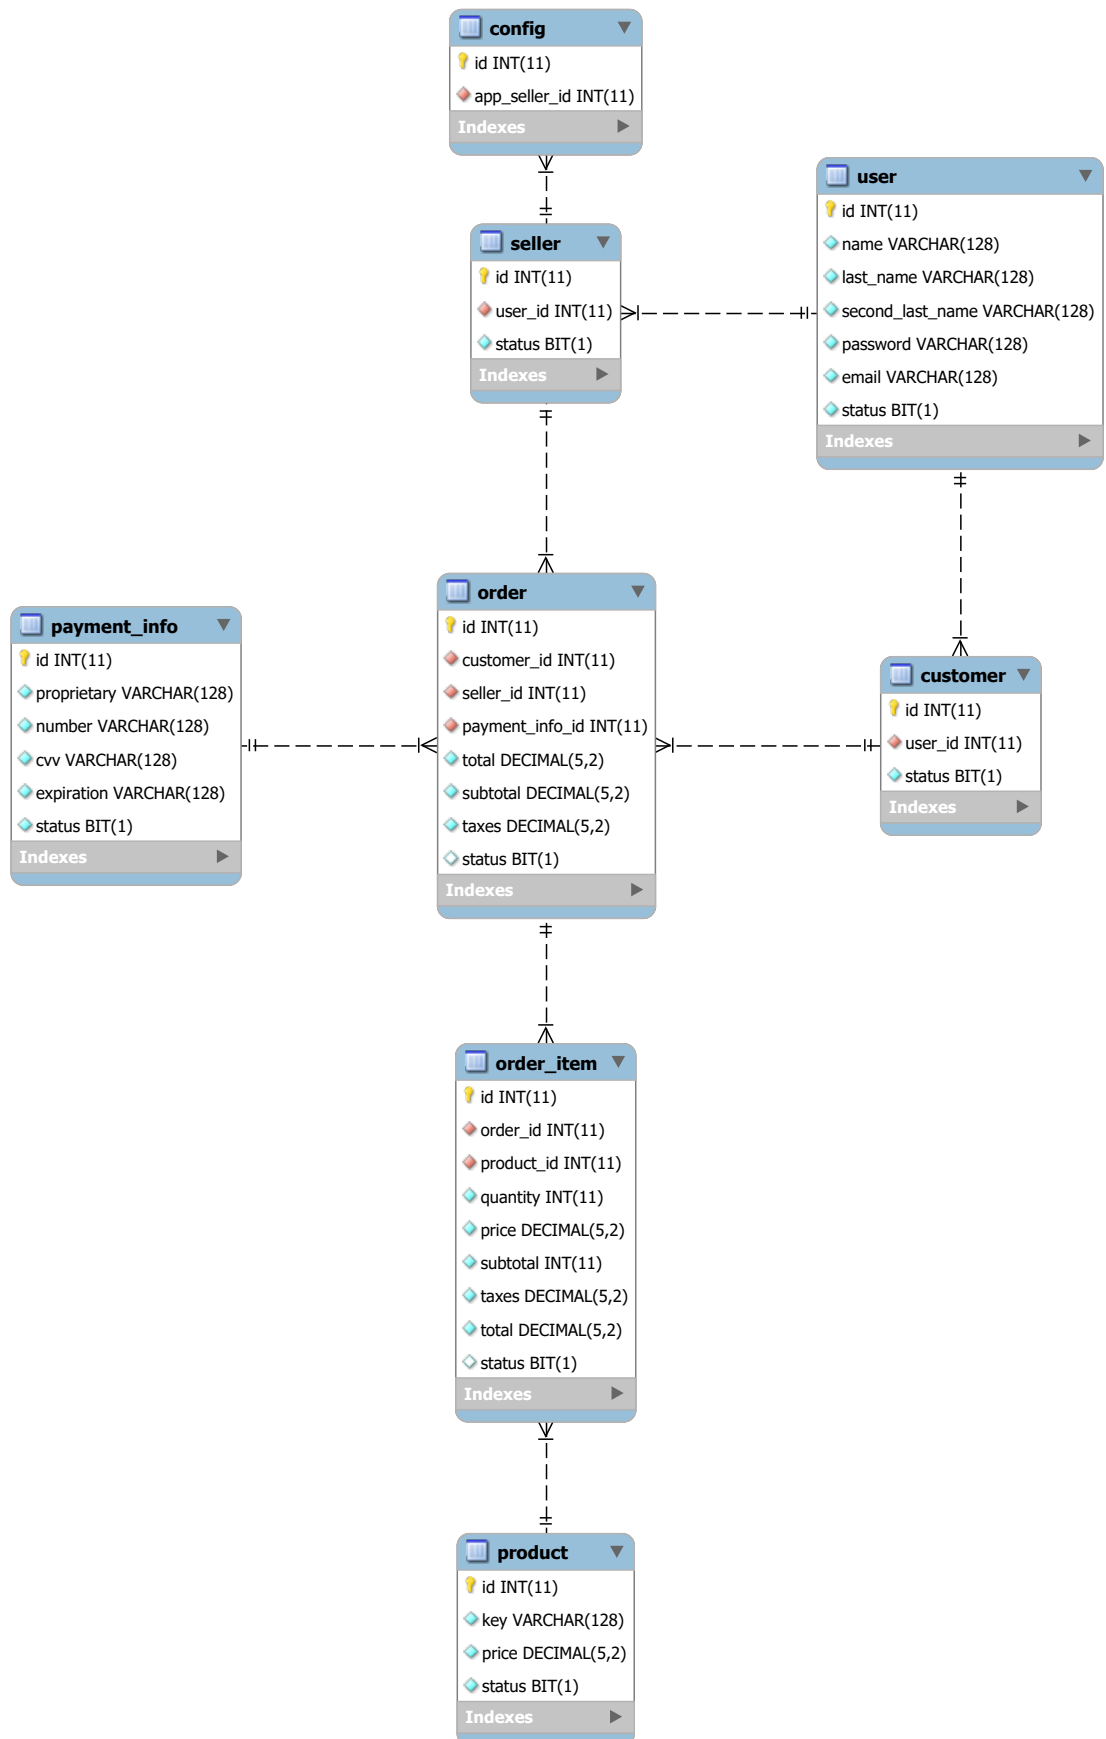 config
id INT(11)
app_seller_id INT(11)
Indexes
user
id INT(11)
name VARCHAR(128)
last_name VARCHAR(128)
second_last_name VARCHAR(128)
password VARCHAR(128)
email VARCHAR(128)
status BIT(1)
Indexes
seller
id INT(11)
user_id INT(11)
status BIT(1)
Indexes
order
id INT(11)
customer_id INT(11)
seller_id INT(11)
payment_info_id INT(11)
total DECIMAL(5,2)
subtotal DECIMAL(5,2)
taxes DECIMAL(5,2)
status BIT(1)
Indexes
payment_info
id INT(11)
proprietary VARCHAR(128)
number VARCHAR(128)
cvv VARCHAR(128)
expiration VARCHAR(128)
status BIT(1)
Indexes
customer
id INT(11)
user_id INT(11)
status BIT(1)
Indexes
order_item
id INT(11)
order_id INT(11)
product_id INT(11)
quantity INT(11)
price DECIMAL(5,2)
subtotal INT(11)
taxes DECIMAL(5,2)
total DECIMAL(5,2)
status BIT(1)
Indexes
product
id INT(11)
key VARCHAR(128)
price DECIMAL(5,2)
status BIT(1)
Indexes